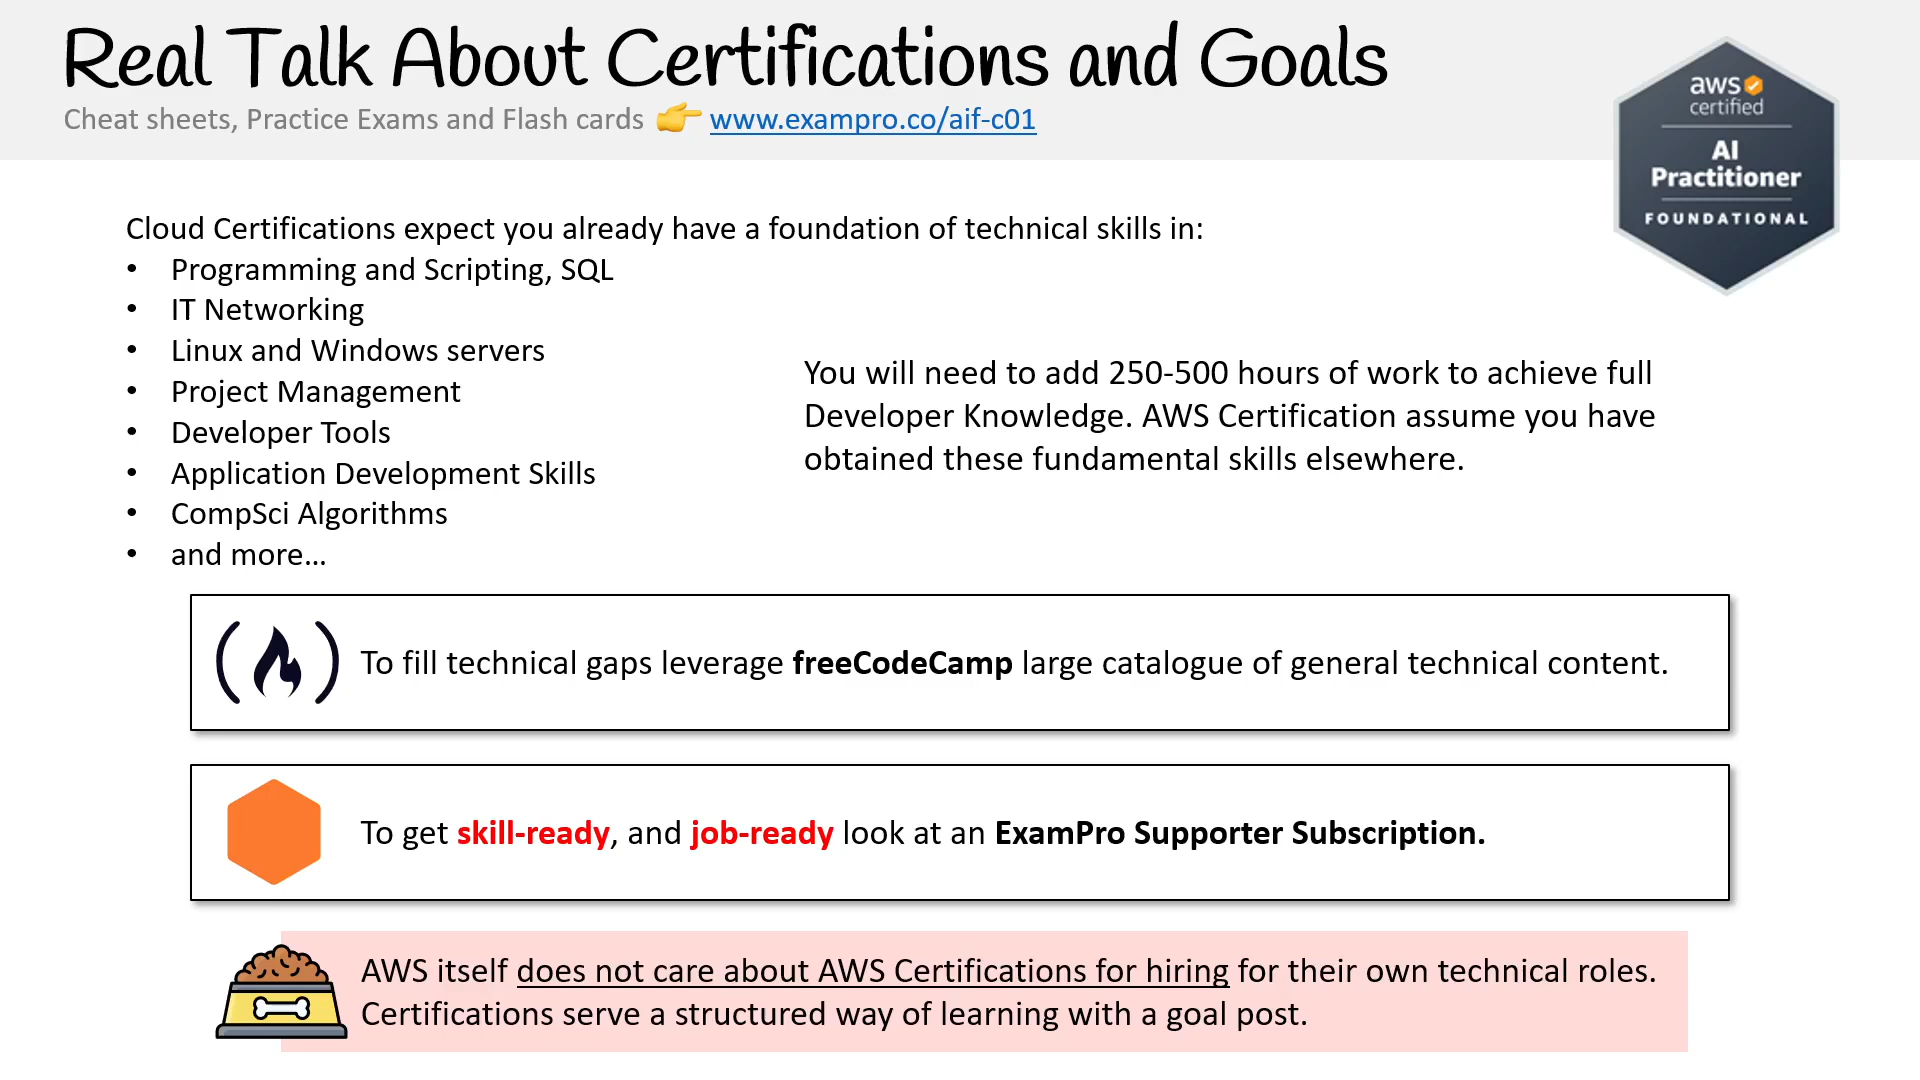 Real Talk About Certifications and Goals
Cheat sheets, Practice Exams and Flash cards 👉 www.exampro.co/aif-c01
aws
certified
AI
Practitioner
FOUNDATIONAL
Cloud Certifications expect you already have a foundation of technical skills in:
• Programming and Scripting, SQL
• IT Networking
• Linux and Windows servers
• Project Management
• Developer Tools
• Application Development Skills
• CompSci Algorithms
• and more...
You will need to add 250-500 hours of work to achieve full
Developer Knowledge. AWS Certification assume you have
obtained these fundamental skills elsewhere.
To fill technical gaps leverage freeCodeCamp large catalogue of general technical content.
To get skill-ready, and job-ready look at an ExamPro Supporter Subscription.
AWS itself does not care about AWS Certifications for hiring for their own technical roles.
Certifications serve a structured way of learning with a goal post.